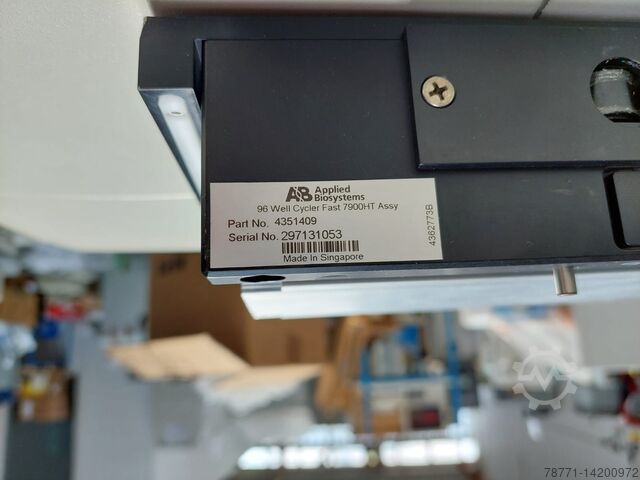 AB Applied
Biosystems
96 Well Cycler Fast 7900HT Assy
Part No. 4351409
Serial No. 297131053
Made In Singapore
4362773B
78771-14200972